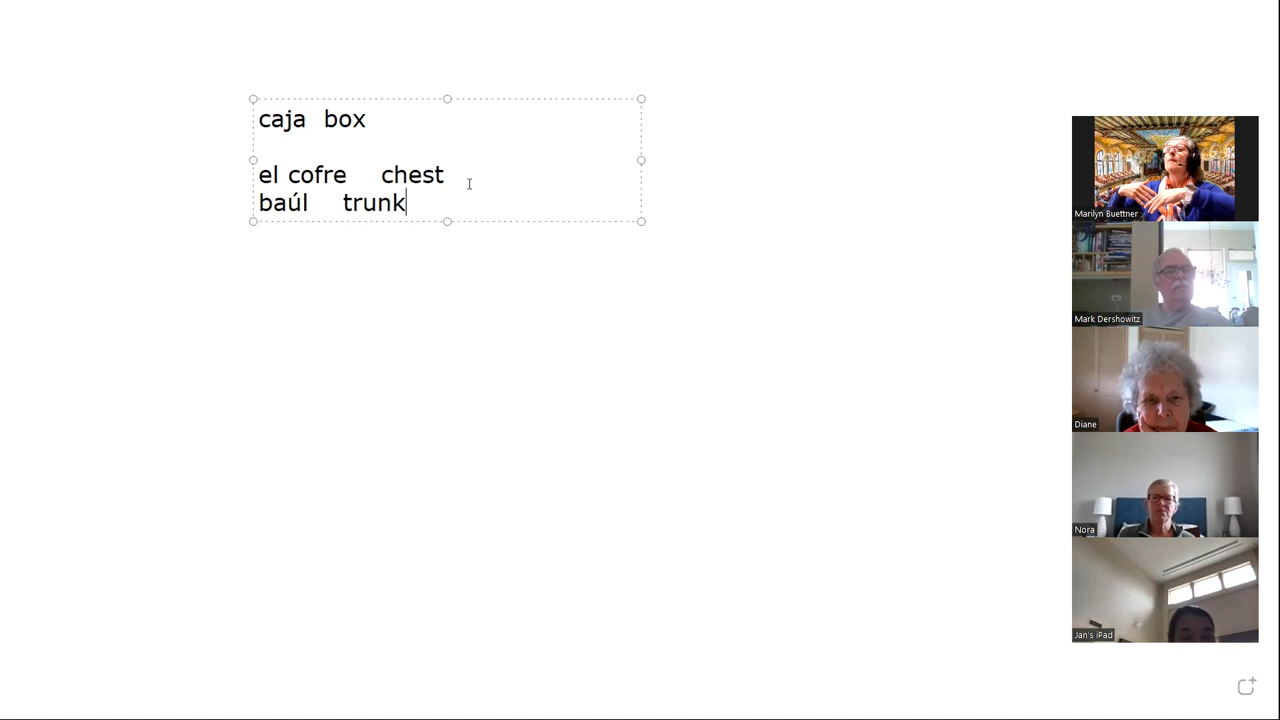 caja box
el cofre chest
baúl trunk
Marilyn Buettner
Mark Dershowitz
Diane
Nora
Jan's iPad